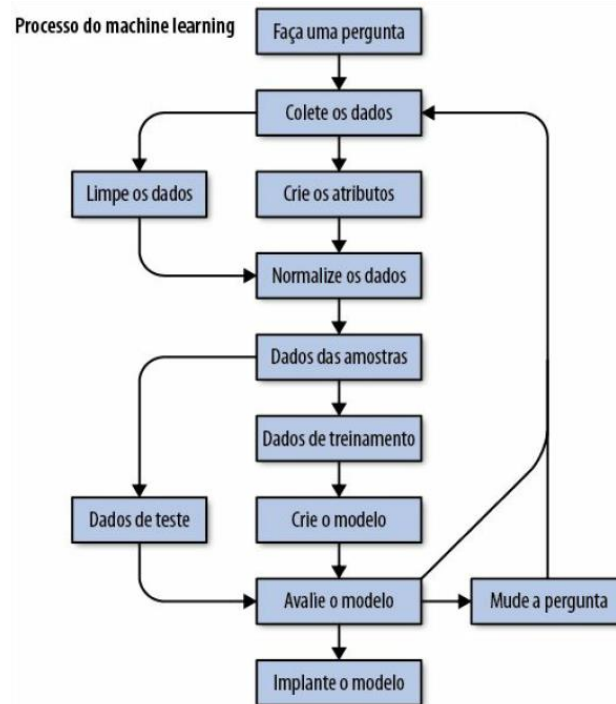 Processo do machine learning
Faça uma pergunta
Colete os dados
Limpe os dados
Crie os atributos
Normalize os dados
Dados das amostras
Dados de treinamento
Dados de teste
Crie o modelo
Avalie o modelo
Mude a pergunta
Implante o modelo